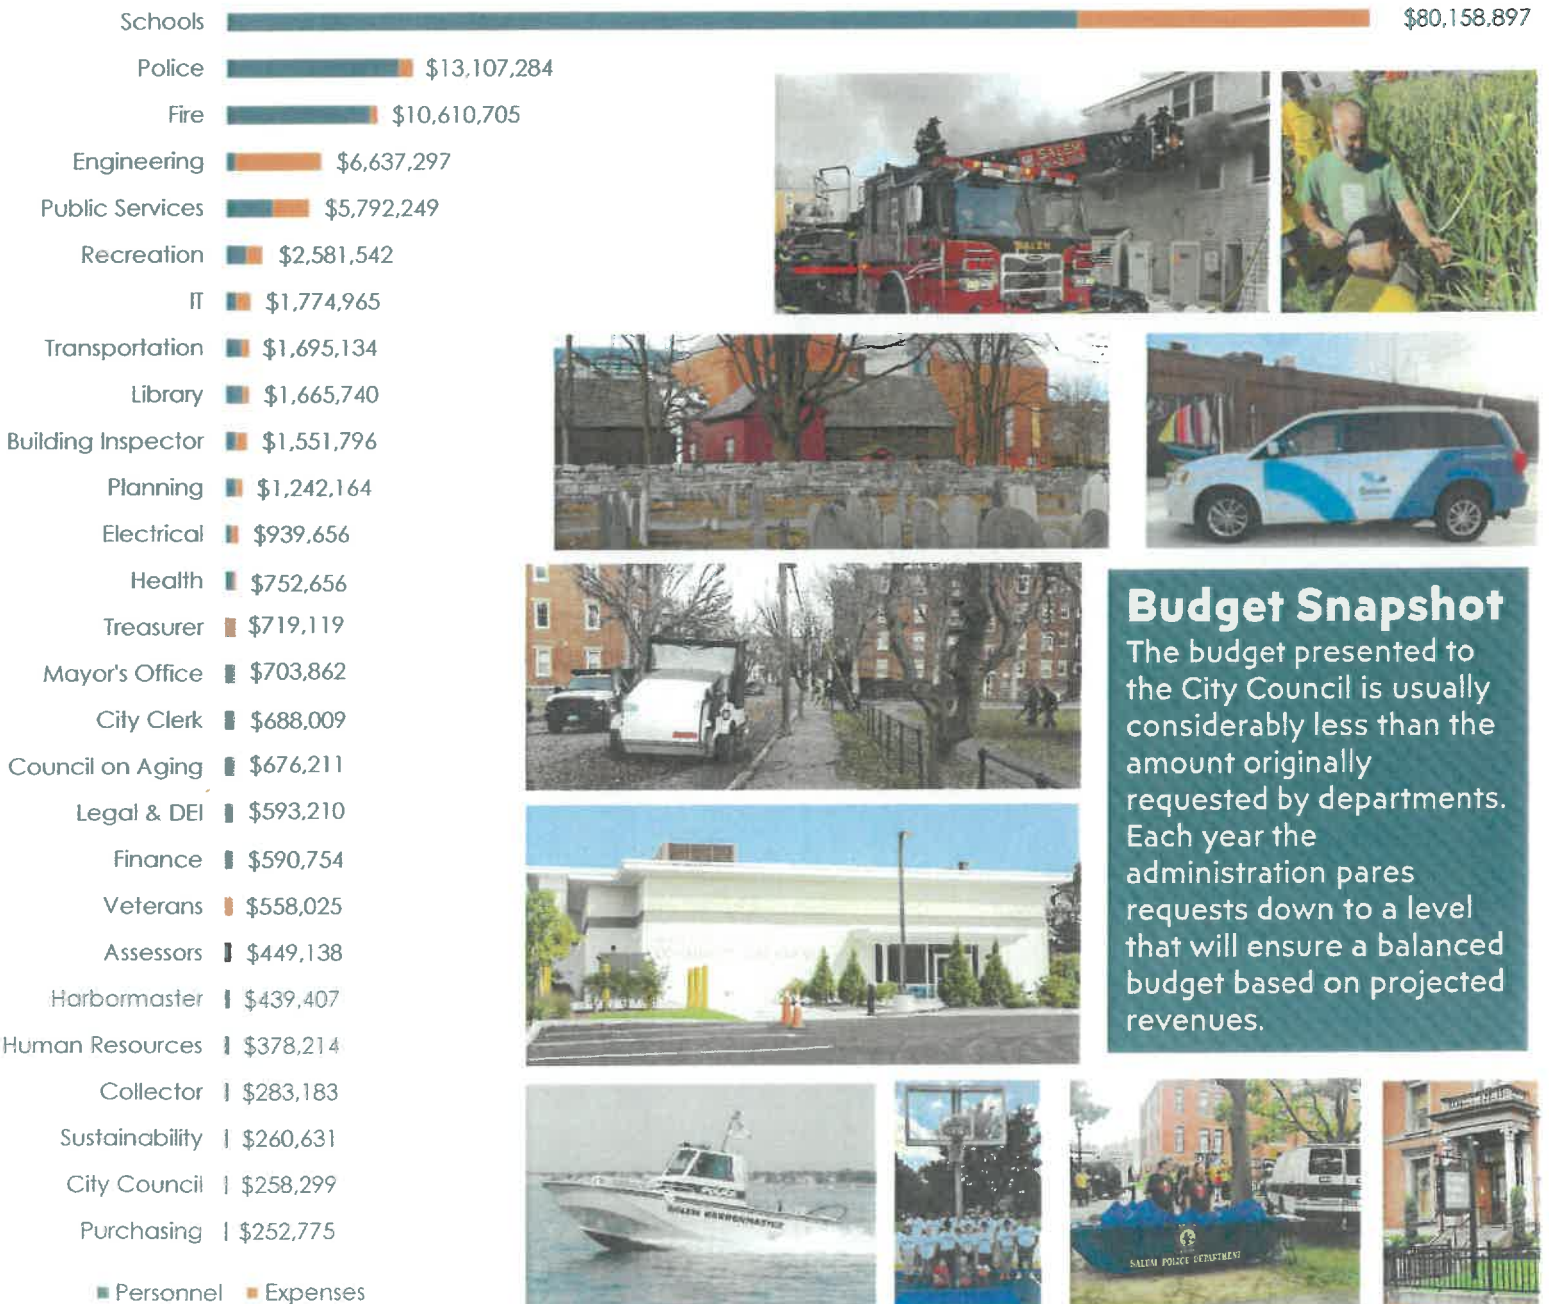 Schools $80,158,897
Police $13,107,284
Fire $10,610,705
Engineering $6,637,297
Public Services $5,792,249
Recreation $2,581,542
IT $1,774,965
Transportation $1,695,134
Library $1,665,740
Building Inspector $1,551,796
Planning $1,242,164
Electrical $939,656
Health $752,656
Treasurer $719,119
Mayor's Office $703,862
City Clerk $688,009
Council on Aging $676,211
Legal & DEI $593,210
Finance $590,754
Veterans $558,025
Assessors $449,138
Harbormaster $439,407
Human Resources $378,214
Collector $283,183
Sustainability $260,631
City Council $258,299
Purchasing $252,775
Personnel Expenses
SALEM
SALEM
Budget Snapshot
The budget presented to
the City Council is usually
considerably less than the
amount originally
requested by departments.
Each year the
administration pares
requests down to a level
that will ensure a balanced
budget based on projected
revenues.
SALEM HARBORMASTER
SALEM POLICE DEPARTMENT